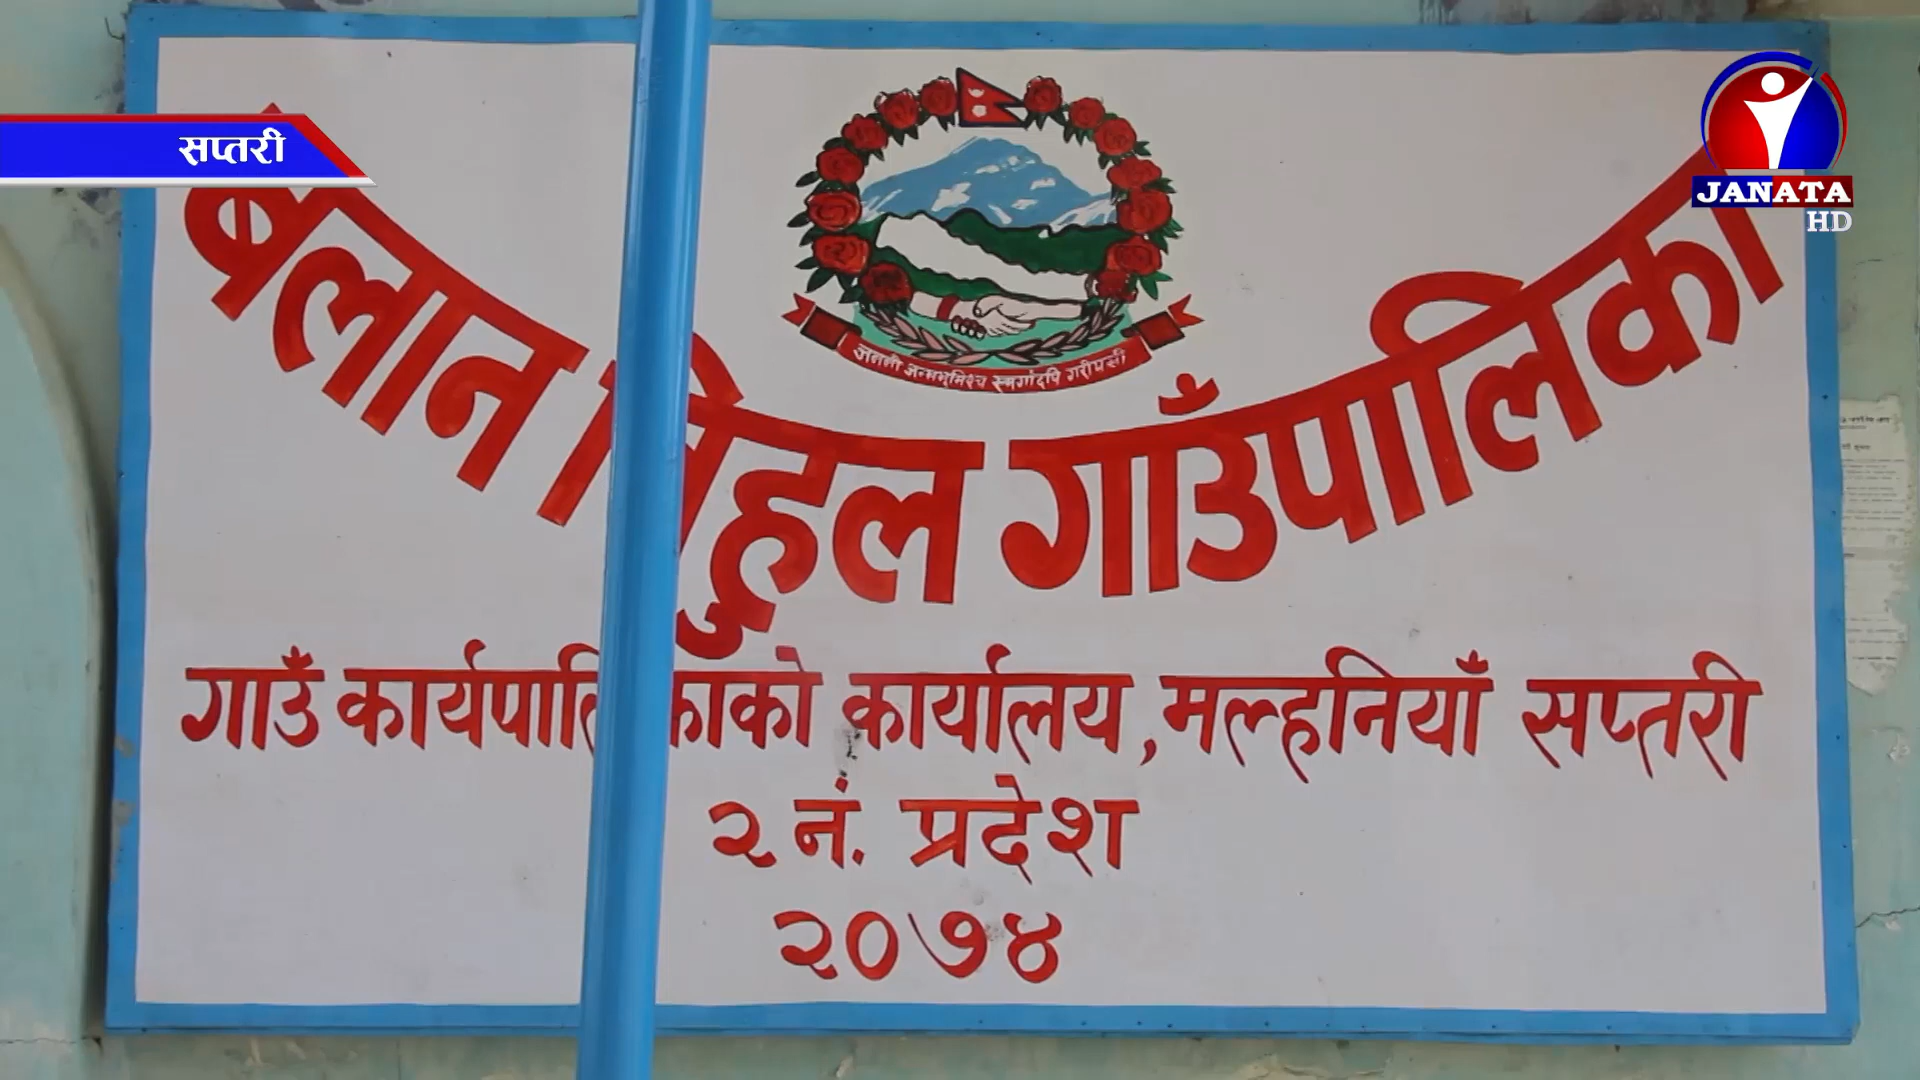 सप्तरी
JANATA
HD
जननी जन्मभूमिश्च स्वर्गादपि गरीयसी
गाउँपालिका
गाउँ कार्यपालिकाको कार्यालय, मल्हनियाँ सप्तरी
२ नं. प्रदेश
२०७४